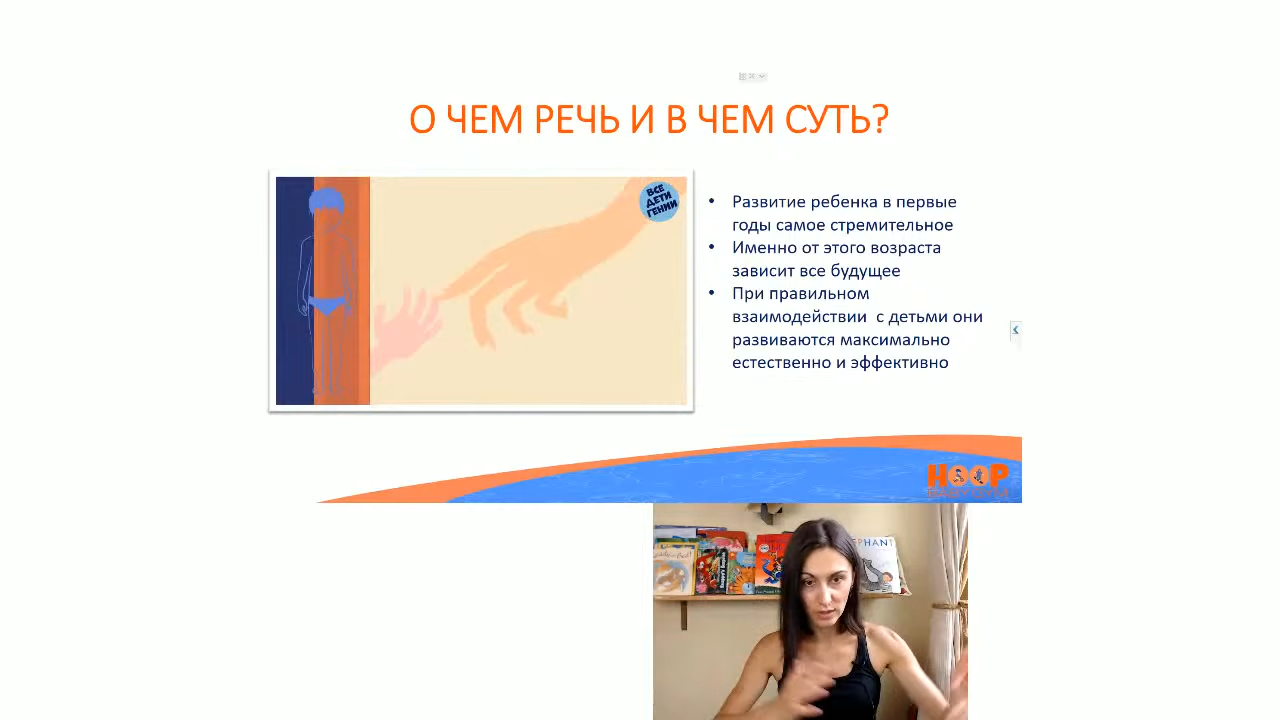 О ЧЕМ РЕЧЬ И В ЧЕМ СУТЬ?
ВСЕ
ДЕТИ
ГЕНИИ
• Развитие ребенка в первые
годы самое стремительное
• Именно от этого возраста
зависит все будущее
• При правильном
взаимодействии с детьми они
развиваются максимально
естественно и эффективно
HOOP
BABY GYM